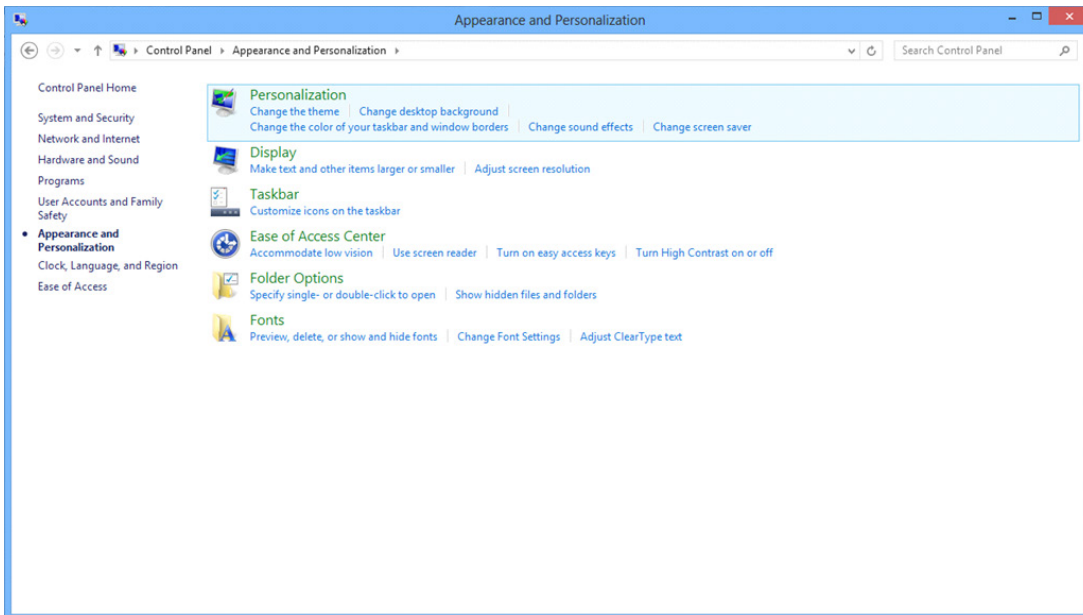 Appearance and Personalization
Control Panel Appearance and Personalization
Search Control Panel
Control Panel Home
System and Security
Network and Internet
Hardware and Sound
Programs
User Accounts and Family
Safety
Appearance and
Personalization
Clock, Language, and Region
Ease of Access
Personalization
Change the theme Change desktop background
Change the color of your taskbar and window borders Change sound effects Change screen saver
Display
Make text and other items larger or smaller Adjust screen resolution
Taskbar
Customize icons on the taskbar
Ease of Access Center
Accommodate low vision Use screen reader Turn on easy access keys Turn High Contrast on or off
Folder Options
Specify single- or double-click to open Show hidden files and folders
Fonts
Preview, delete, or show and hide fonts Change Font Settings Adjust ClearType text